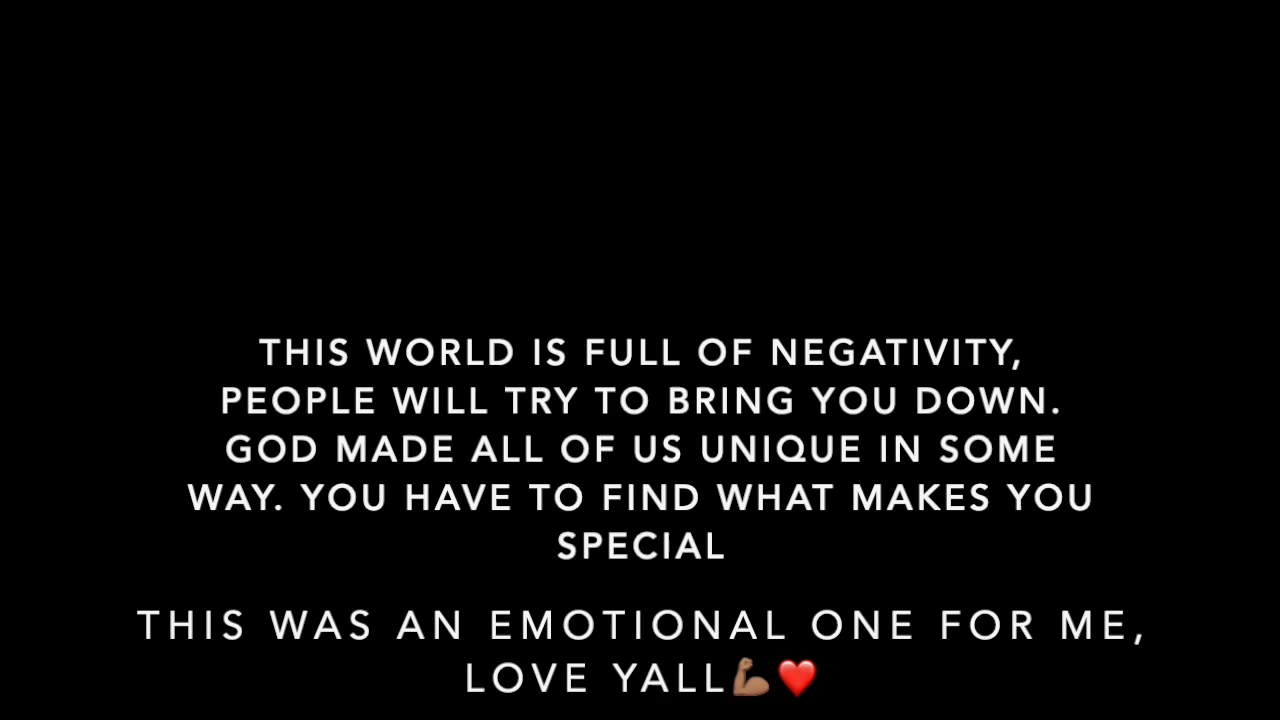 THIS WORLD IS FULL OF NEGATIVITY,
PEOPLE WILL TRY TO BRING YOU DOWN.
GOD MADE ALL OF US UNIQUE IN SOME
WAY. YOU HAVE TO FIND WHAT MAKES YOU
SPECIAL
THIS WAS AN EMOTIONAL ONE FOR ME,
LOVE YALL💪🏽❤️